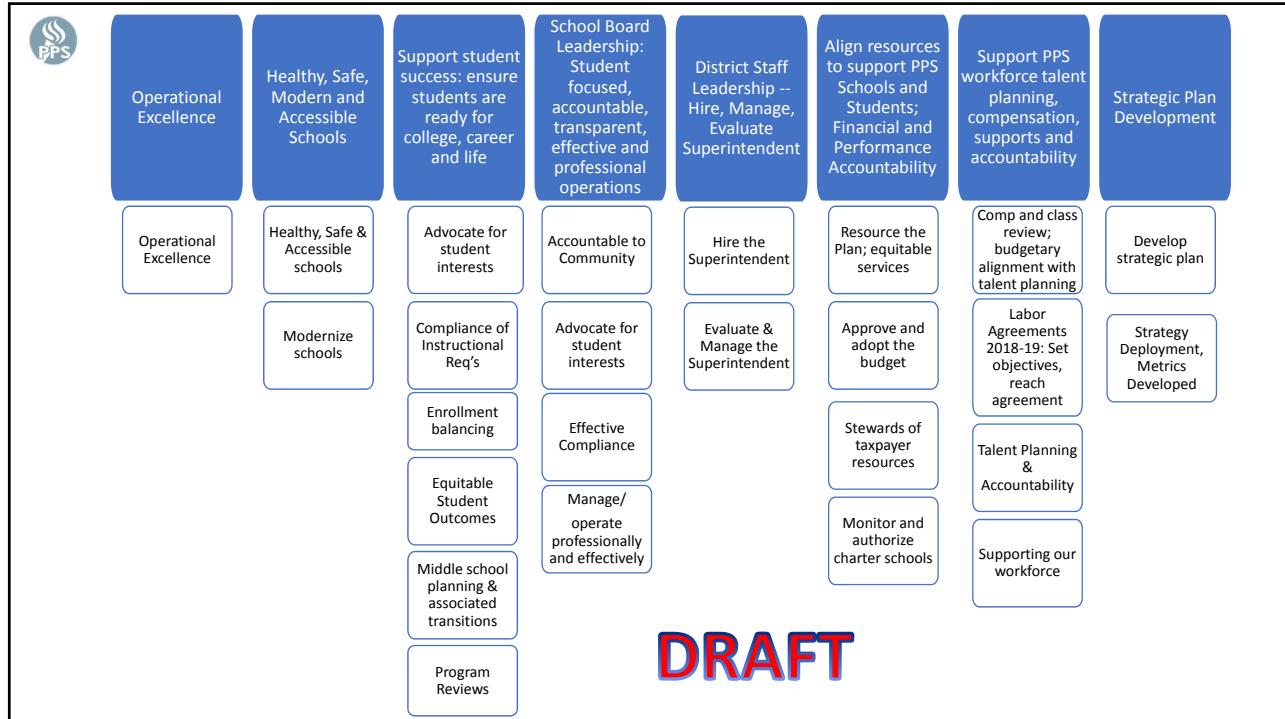 PPS
Operational
Excellence
Healthy, Safe,
Modern and
Accessible
Schools
Support student
success: ensure
students are
ready for
college, career
and life
School Board
Leadership:
Student
focused,
accountable,
transparent,
effective and
professional
operations
District Staff
Leadership --
Hire, Manage,
Evaluate
Superintendent
Align resources
to support PPS
Schools and
Students;
Financial and
Performance
Accountability
Support PPS
workforce talent
planning,
compensation,
supports and
accountability
Strategic Plan
Development
Operational
Excellence
Healthy, Safe &
Accessible
schools
Modernize
schools
Advocate for
student
interests
Compliance of
Instructional
Req's
Enrollment
balancing
Equitable
Student
Outcomes
Middle school
planning &
associated
transitions
Program
Reviews
Accountable to
Community
Advocate for
student
interests
Effective
Compliance
Manage/
operate
professionally
and effectively
Hire the
Superintendent
Evaluate &
Manage the
Superintendent
Resource the
Plan; equitable
services
Approve and
adopt the
budget
Stewards of
taxpayer
resources
Monitor and
authorize
charter schools
Comp and class
review;
budgetary
alignment with
talent planning
Labor
Agreements
2018-19: Set
objectives,
reach
agreement
Talent Planning
&
Accountability
Supporting our
workforce
Develop
strategic plan
Strategy
Deployment,
Metrics
Developed
DRAFT